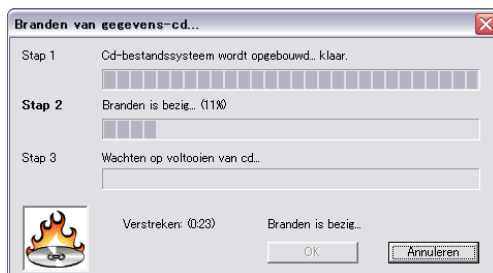 Branden van gegevens-cd...
Stap 1 Cd-bestandssysteem wordt opgebouwd... klaar.
Stap 2 Branden is bezig... (11%)
Stap 3 Wachten op voltooien van cd...
Verstreken: (0:23) Branden is bezig...
OK Annuleren